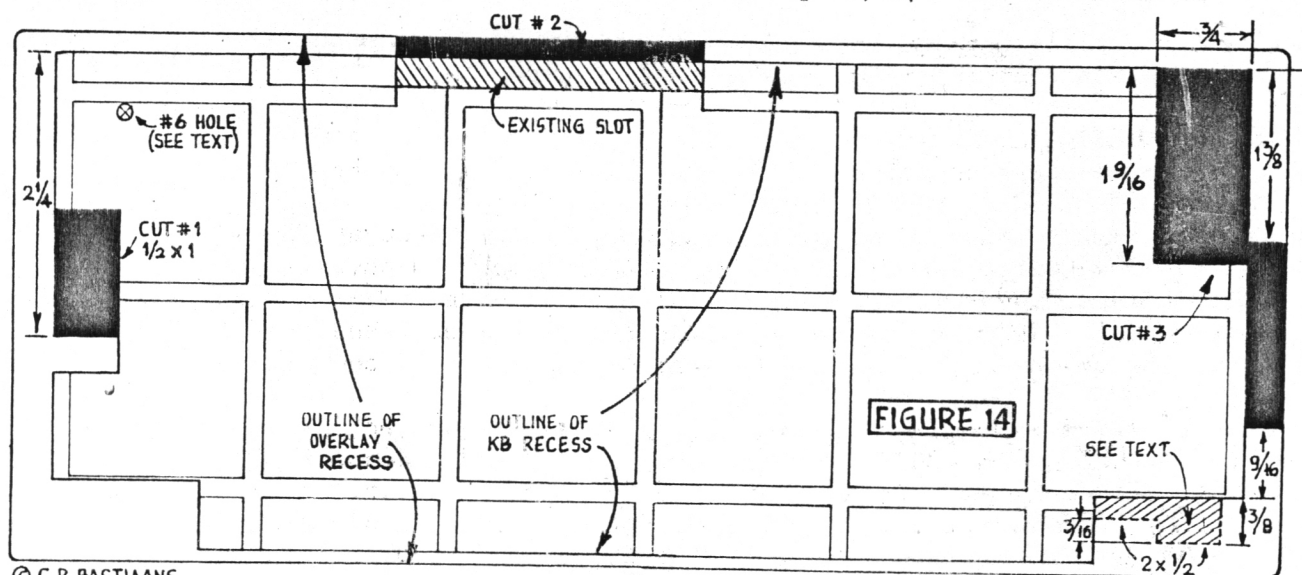 CUT # 2
3/4
#6 HOLE
(SEE TEXT)
EXISTING SLOT
2 1/4
1 9/16
1 3/8
CUT #1
1/2 x 1
CUT #3
OUTLINE OF
OVERLAY
RECESS
OUTLINE OF
KB RECESS
FIGURE 14
SEE TEXT
9/16
3/16
3/8
2 x 1/2